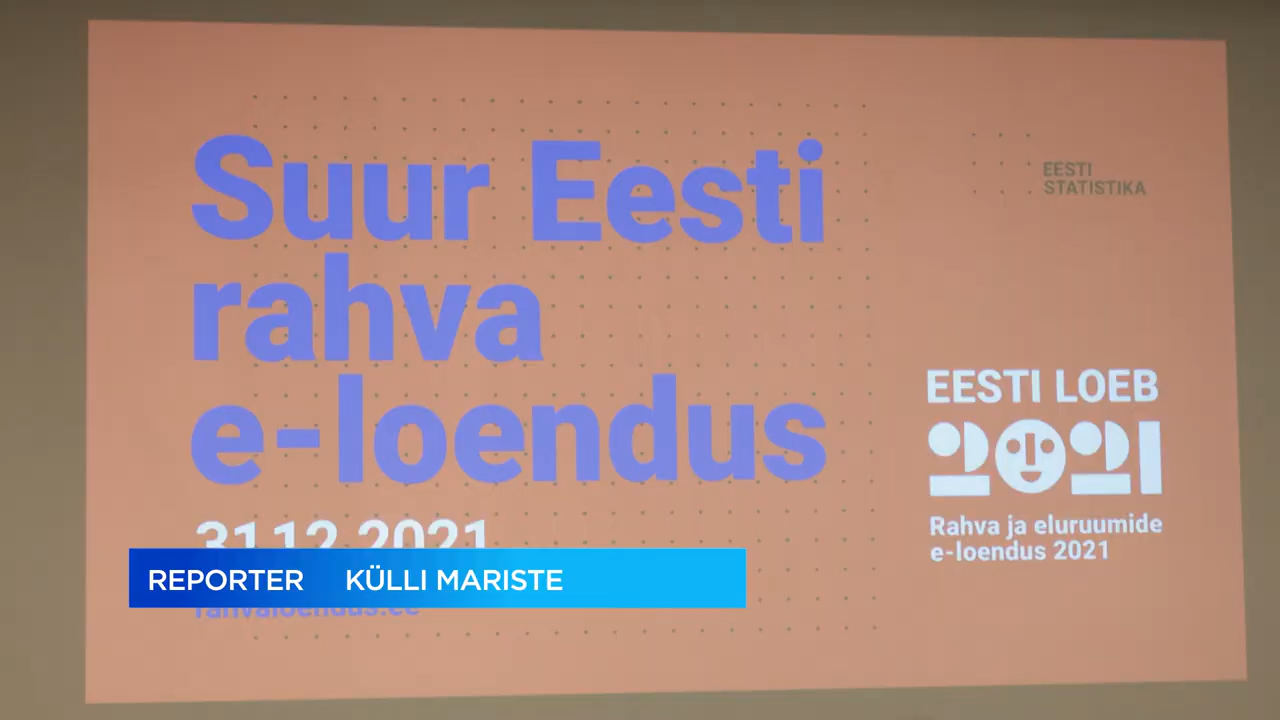 Suur Eesti
rahva
e-loendus
31.12.2021
rahvaloendus.ee
EESTI
STATISTIKA
EESTI LOEB
2021
Rahva ja eluruumide
e-loendus 2021
REPORTER KÜLLI MARISTE